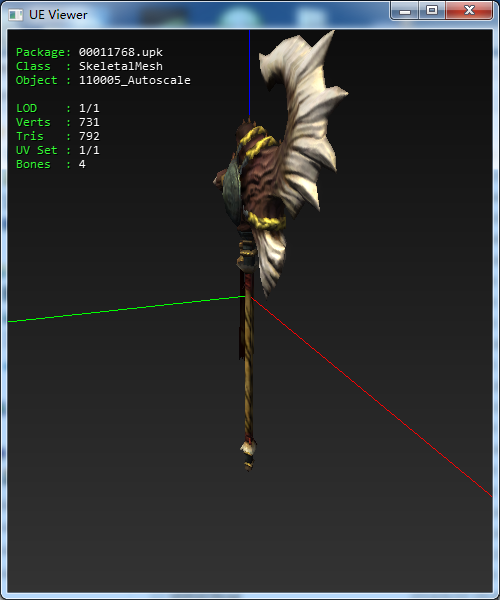 UE Viewer
Package: 00011768.upk
Class  : SkeletalMesh
Object : 110005_Autoscale
LOD    : 1/1
Verts  : 731
Tris   : 792
UV Set : 1/1
Bones  : 4